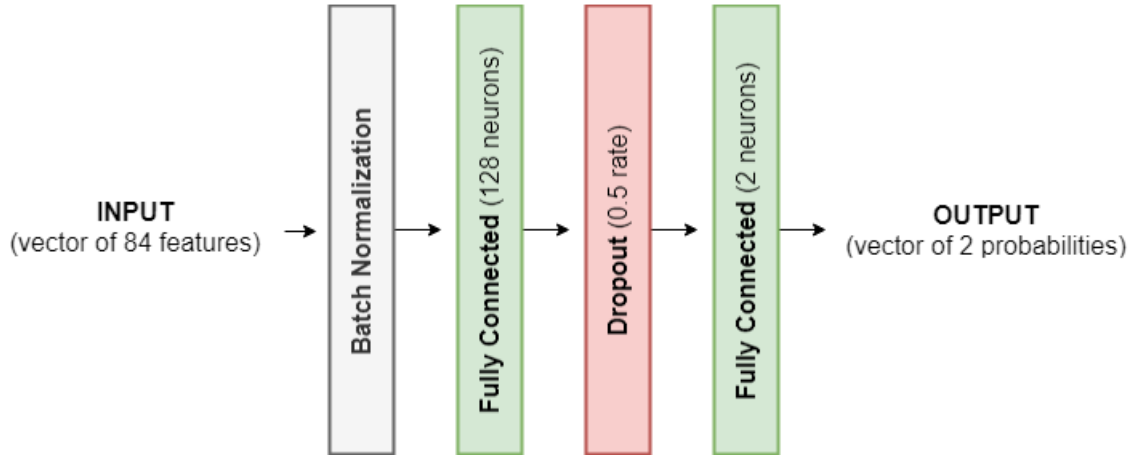 INPUT
(vector of 84 features)
Batch Normalization
Fully Connected (128 neurons)
Dropout (0.5 rate)
Fully Connected (2 neurons)
OUTPUT
(vector of 2 probabilities)